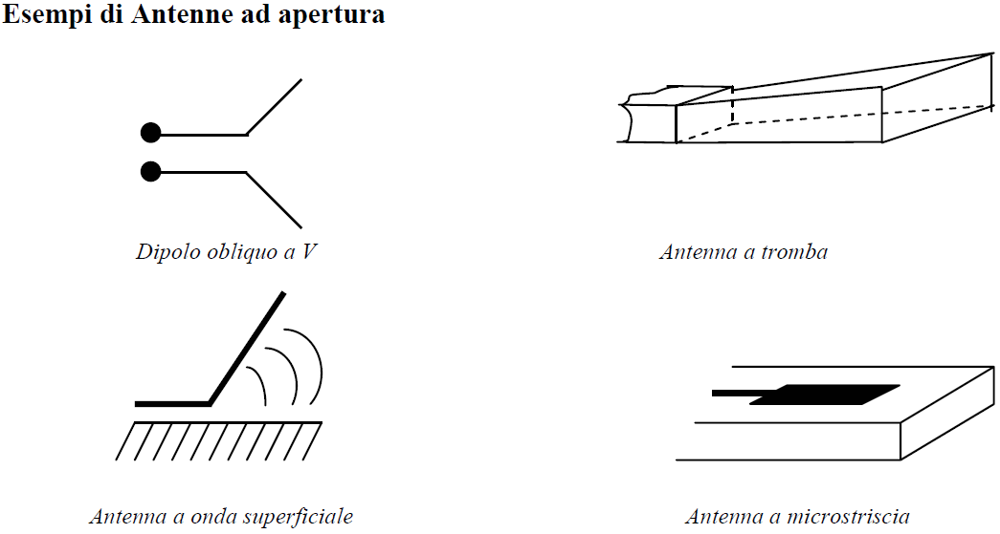 Esempi di Antenne ad apertura
Dipolo obliquo a V
Antenna a tromba
Antenna a onda superficiale
Antenna a microstriscia